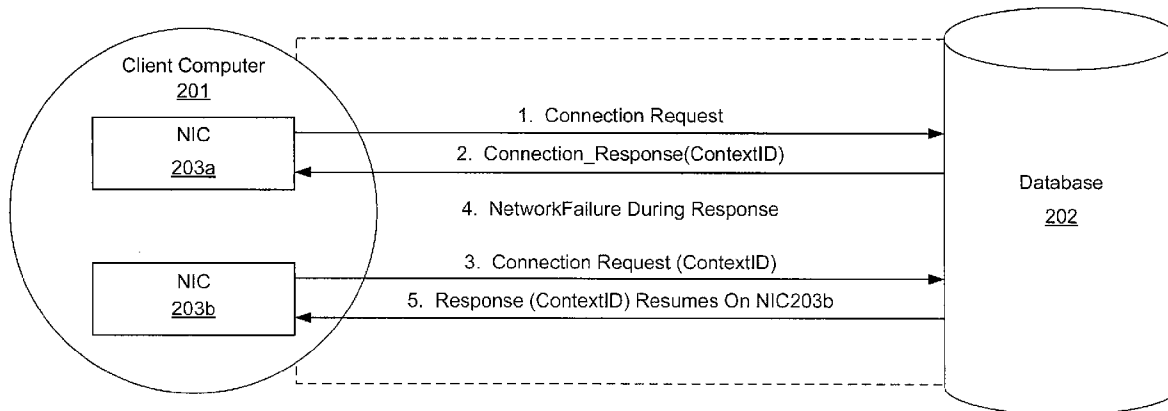 Client Computer
201
NIC
203a
1. Connection Request
2. Connection_Response(ContextID)
4. NetworkFailure During Response
NIC
203b
3. Connection Request (ContextID)
5. Response (ContextID) Resumes On NIC203b
Database
202